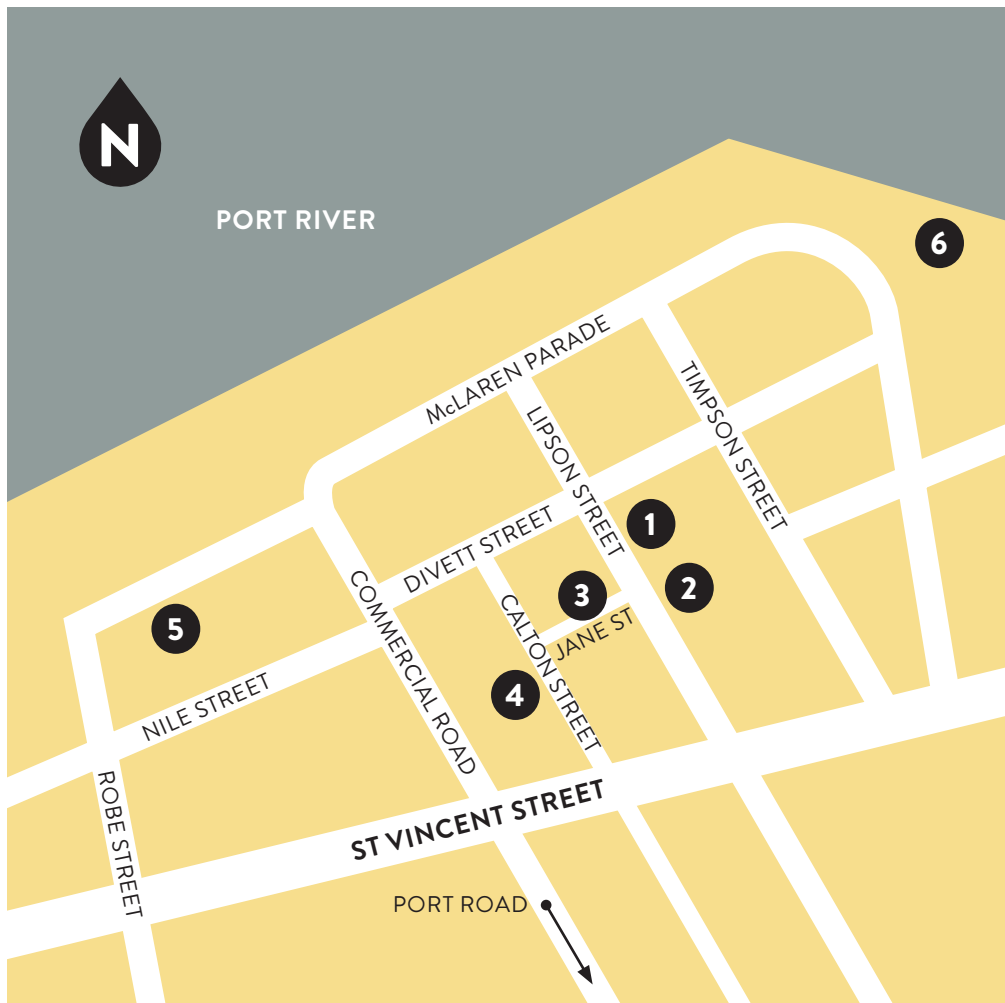 N
PORT RIVER
6
McLAREN PARADE
TIMPSON STREET
LIPSON STREET
1
DIVETT STREET
2
3
CALTON STREET
JANE ST
COMMERCIAL ROAD
5
4
NILE STREET
ROBE STREET
ST VINCENT STREET
PORT ROAD